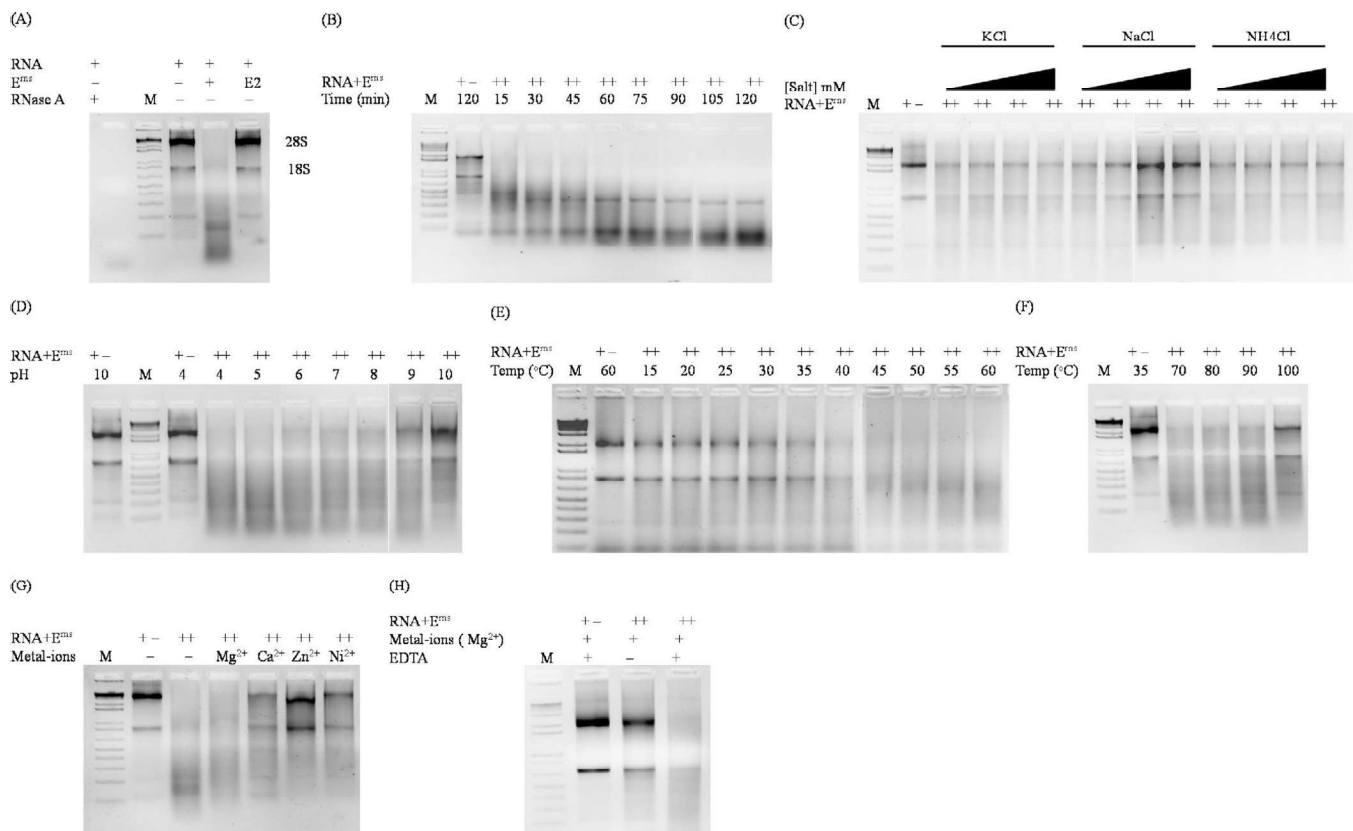 (A)
RNA + + + +
Eʳⁿˢ – – + E2
RNase A + M – – –
28S
18S
(B)
RNA+Eʳⁿˢ +– ++ ++ ++ ++ ++ ++ ++ ++
Time (min) M 120 15 30 45 60 75 90 105 120
(C)
KCl NaCl NH4Cl
[Salt] mM
RNA+Eʳⁿˢ M +– ++ ++ ++ ++ ++ ++ ++ ++ ++ ++ ++ ++
(D)
RNA+Eʳⁿˢ +– +– ++ ++ ++ ++ ++ ++ ++
pH 10 M 4 4 5 6 7 8 9 10
(E)
RNA+Eʳⁿˢ +– ++ ++ ++ ++ ++ ++ ++ ++ ++ ++
Temp (°C) M 60 15 20 25 30 35 40 45 50 55 60
(F)
RNA+Eʳⁿˢ +– ++ ++ ++ ++
Temp (°C) M 35 70 80 90 100
(G)
RNA+Eʳⁿˢ +– ++ ++ ++ ++ ++
Metal-ions M – – Mg²⁺ Ca²⁺ Zn²⁺ Ni²⁺
(H)
RNA+Eʳⁿˢ +– ++ ++
Metal-ions ( Mg²⁺) + + +
EDTA M + – +